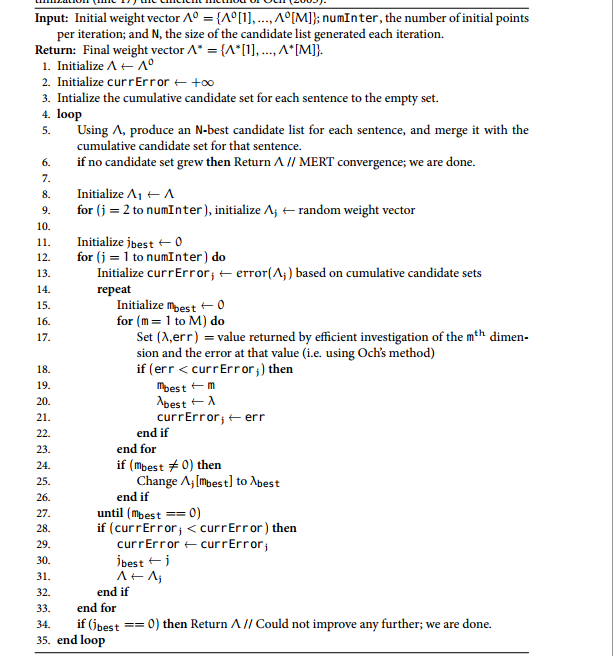 timization (line 17) the efficient method of Och (2003).
Input: Initial weight vector Λ⁰ = {Λ⁰[1], ..., Λ⁰[M]}; numInter, the number of initial points
per iteration; and N, the size of the candidate list generated each iteration.
Return: Final weight vector Λ* = {Λ*[1], ..., Λ*[M]}.
1. Initialize Λ ← Λ⁰
2. Initialize currError ← +∞
3. Intialize the cumulative candidate set for each sentence to the empty set.
4. loop
5. Using Λ, produce an N-best candidate list for each sentence, and merge it with the
cumulative candidate set for that sentence.
6. if no candidate set grew then Return Λ // MERT convergence; we are done.
7.
8. Initialize Λ₁ ← Λ
9. for (j = 2 to numInter), initialize Λⱼ ← random weight vector
10.
11. Initialize j_best ← 0
12. for (j = 1 to numInter) do
13. Initialize currErrorⱼ ← error(Λⱼ) based on cumulative candidate sets
14. repeat
15. Initialize m_best ← 0
16. for (m = 1 to M) do
17. Set (λ,err) = value returned by efficient investigation of the mᵗʰ dimen-
sion and the error at that value (i.e. using Och's method)
18. if (err < currErrorⱼ) then
19. m_best ← m
20. λ_best ← λ
21. currErrorⱼ ← err
22. end if
23. end for
24. if (m_best ≠ 0) then
25. Change Λⱼ[m_best] to λ_best
26. end if
27. until (m_best == 0)
28. if (currErrorⱼ < currError) then
29. currError ← currErrorⱼ
30. j_best ← j
31. Λ ← Λⱼ
32. end if
33. end for
34. if (j_best == 0) then Return Λ // Could not improve any further; we are done.
35. end loop